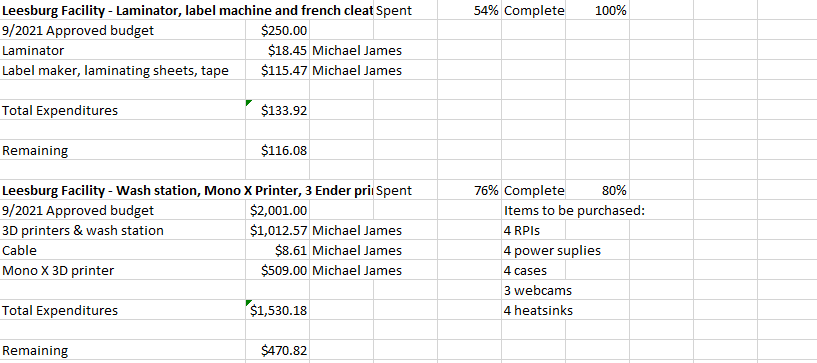 Leesburg Facility - Laminator, label machine and french cleat Spent 54% Complete 100%
9/2021 Approved budget $250.00
Laminator $18.45 Michael James
Label maker, laminating sheets, tape $115.47 Michael James
Total Expenditures $133.92
Remaining $116.08
Leesburg Facility - Wash station, Mono X Printer, 3 Ender pri Spent 76% Complete 80%
9/2021 Approved budget $2,001.00 Items to be purchased:
3D printers & wash station $1,012.57 Michael James 4 RPIs
Cable $8.61 Michael James 4 power suplies
Mono X 3D printer $509.00 Michael James 4 cases
3 webcams
Total Expenditures $1,530.18 4 heatsinks
Remaining $470.82